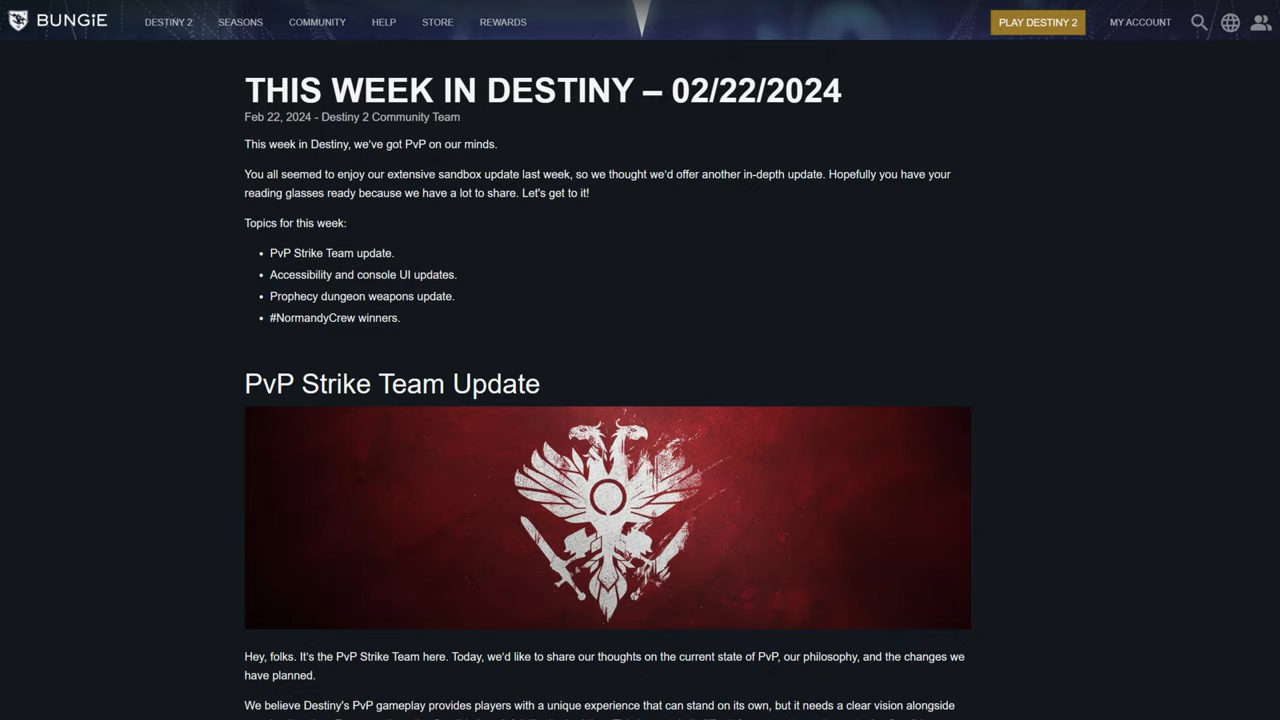 BUNGiE DESTINY 2 SEASONS COMMUNITY HELP STORE REWARDS PLAY DESTINY 2 MY ACCOUNT
THIS WEEK IN DESTINY – 02/22/2024
Feb 22, 2024 - Destiny 2 Community Team
This week in Destiny, we've got PvP on our minds.
You all seemed to enjoy our extensive sandbox update last week, so we thought we'd offer another in-depth update. Hopefully you have your
reading glasses ready because we have a lot to share. Let's get to it!
Topics for this week:
• PvP Strike Team update.
• Accessibility and console UI updates.
• Prophecy dungeon weapons update.
• #NormandyCrew winners.
PvP Strike Team Update
Hey, folks. It's the PvP Strike Team here. Today, we'd like to share our thoughts on the current state of PvP, our philosophy, and the changes we
have planned.
We believe Destiny's PvP gameplay provides players with a unique experience that can stand on its own, but it needs a clear vision alongside